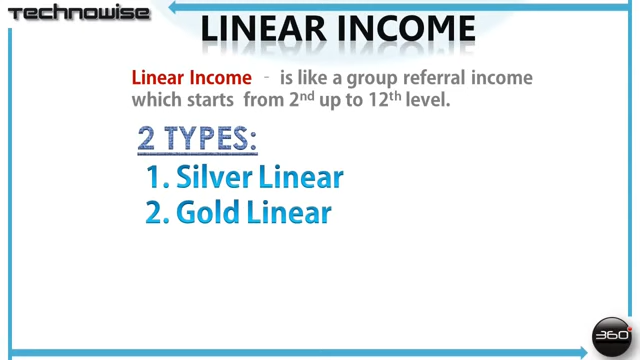 TECHNOWISE
LINEAR INCOME
Linear Income - is like a group referral income
which starts from 2nd up to 12th level.
2 TYPES:
1. Silver Linear
2. Gold Linear
360°